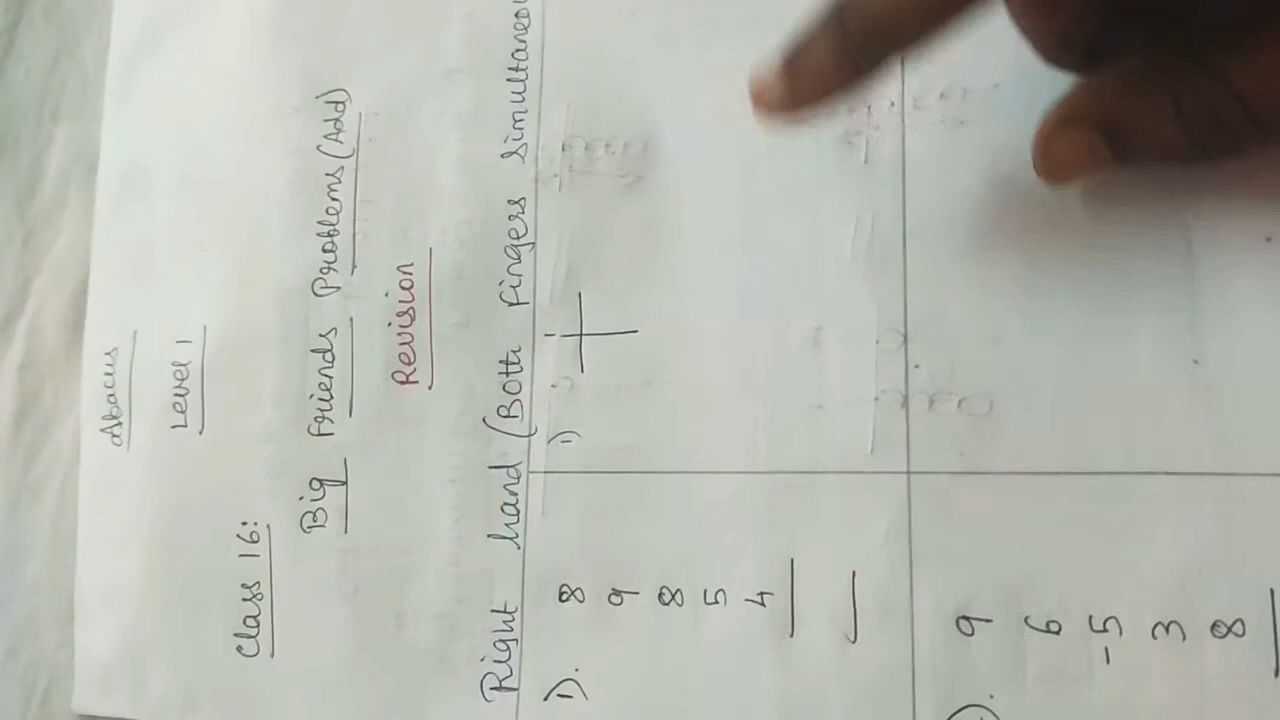 Abacus
Level 1
Class 16:
Big Friends Problems (Add)
Revision
Right hand (Both Fingers
1).
8
9
8
5
4
1)
9
6
-5
3
8